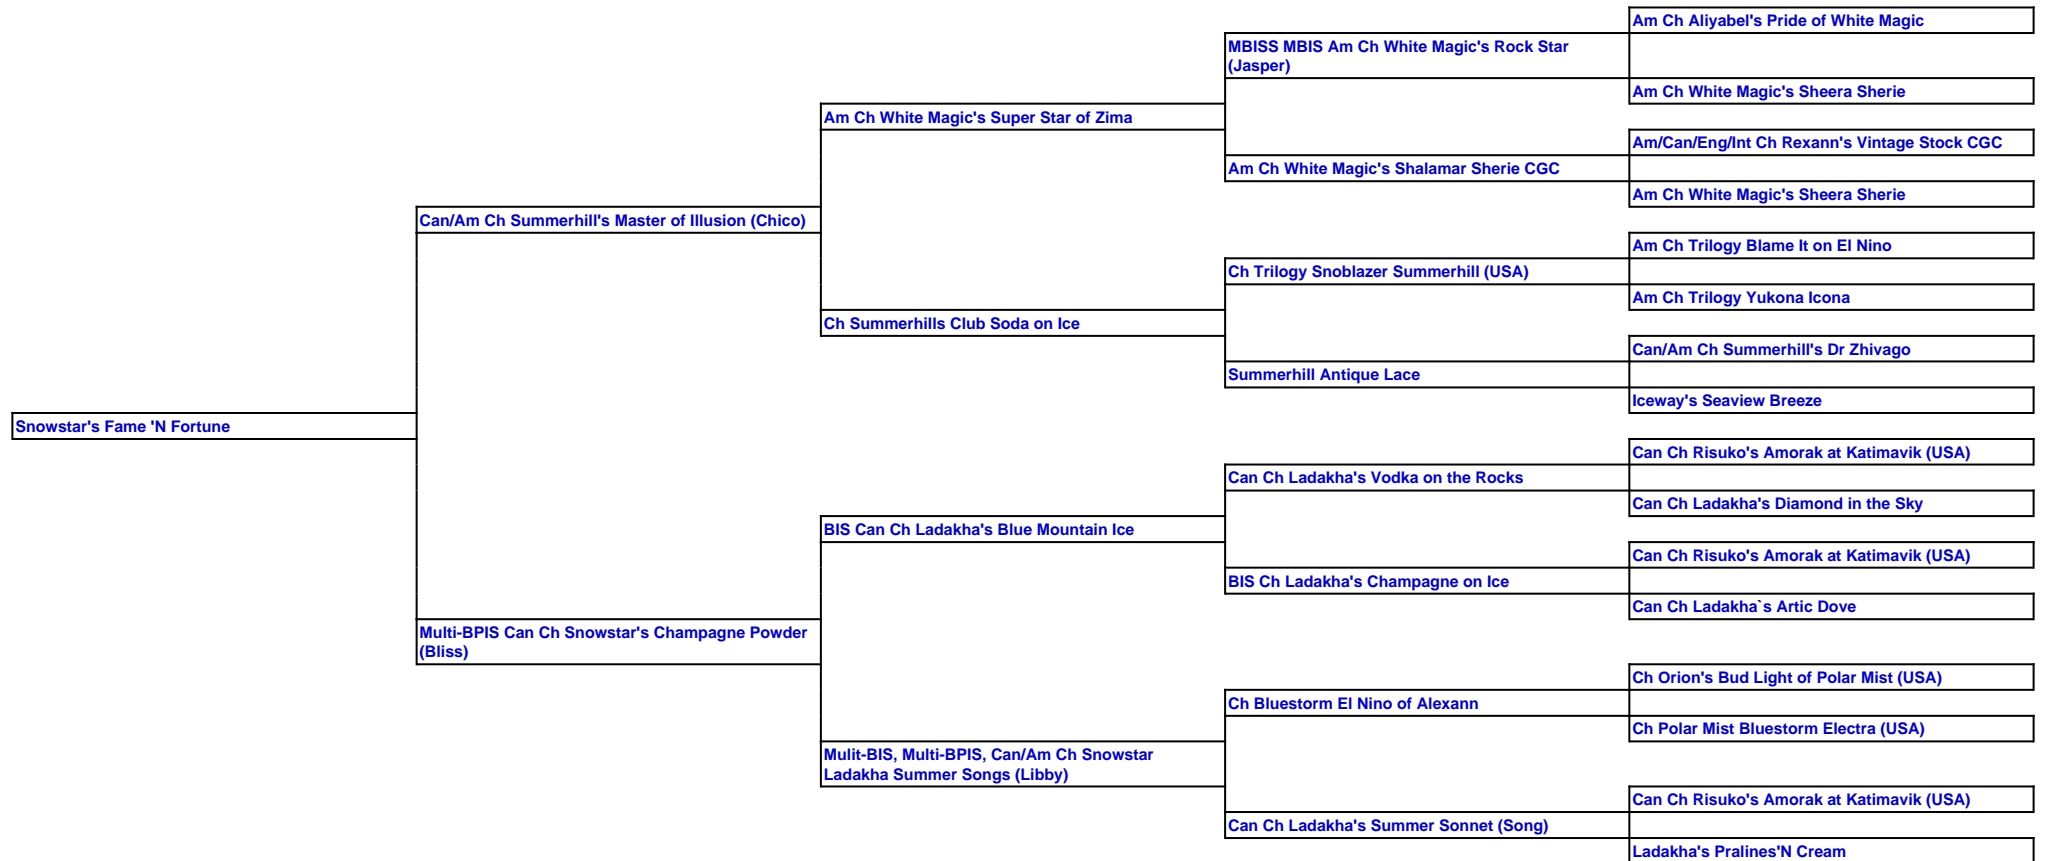 Am Ch Aliyabel's Pride of White Magic
MBISS MBIS Am Ch White Magic's Rock Star
(Jasper)
Am Ch White Magic's Sheera Sherie
Am Ch White Magic's Super Star of Zima
Am/Can/Eng/Int Ch Rexann's Vintage Stock CGC
Am Ch White Magic's Shalamar Sherie CGC
Am Ch White Magic's Sheera Sherie
Can/Am Ch Summerhill's Master of Illusion (Chico)
Am Ch Trilogy Blame It on El Nino
Ch Trilogy Snoblazer Summerhill (USA)
Am Ch Trilogy Yukona Icona
Ch Summerhills Club Soda on Ice
Can/Am Ch Summerhill's Dr Zhivago
Summerhill Antique Lace
Iceway's Seaview Breeze
Snowstar's Fame 'N Fortune
Can Ch Risuko's Amorak at Katimavik (USA)
Can Ch Ladakha's Vodka on the Rocks
Can Ch Ladakha's Diamond in the Sky
BIS Can Ch Ladakha's Blue Mountain Ice
Can Ch Risuko's Amorak at Katimavik (USA)
BIS Ch Ladakha's Champagne on Ice
Can Ch Ladakha`s Artic Dove
Multi-BPIS Can Ch Snowstar's Champagne Powder
(Bliss)
Ch Orion's Bud Light of Polar Mist (USA)
Ch Bluestorm El Nino of Alexann
Ch Polar Mist Bluestorm Electra (USA)
Mulit-BIS, Multi-BPIS, Can/Am Ch Snowstar
Ladakha Summer Songs (Libby)
Can Ch Risuko's Amorak at Katimavik (USA)
Can Ch Ladakha's Summer Sonnet (Song)
Ladakha's Pralines'N Cream